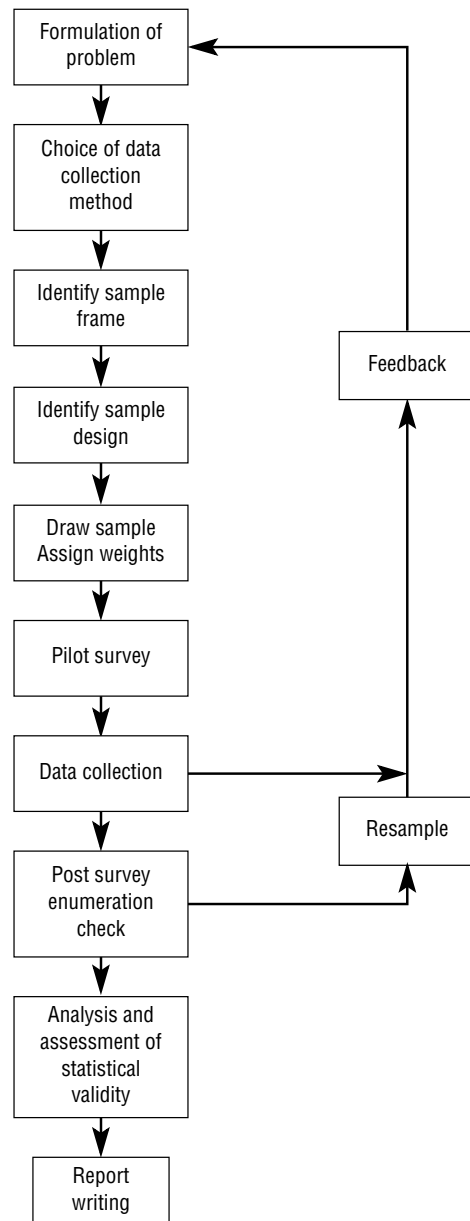 Formulation of
problem
Choice of data
collection
method
Identify sample
frame
Feedback
Identify sample
design
Draw sample
Assign weights
Pilot survey
Data collection
Resample
Post survey
enumeration
check
Analysis and
assessment of
statistical
validity
Report
writing